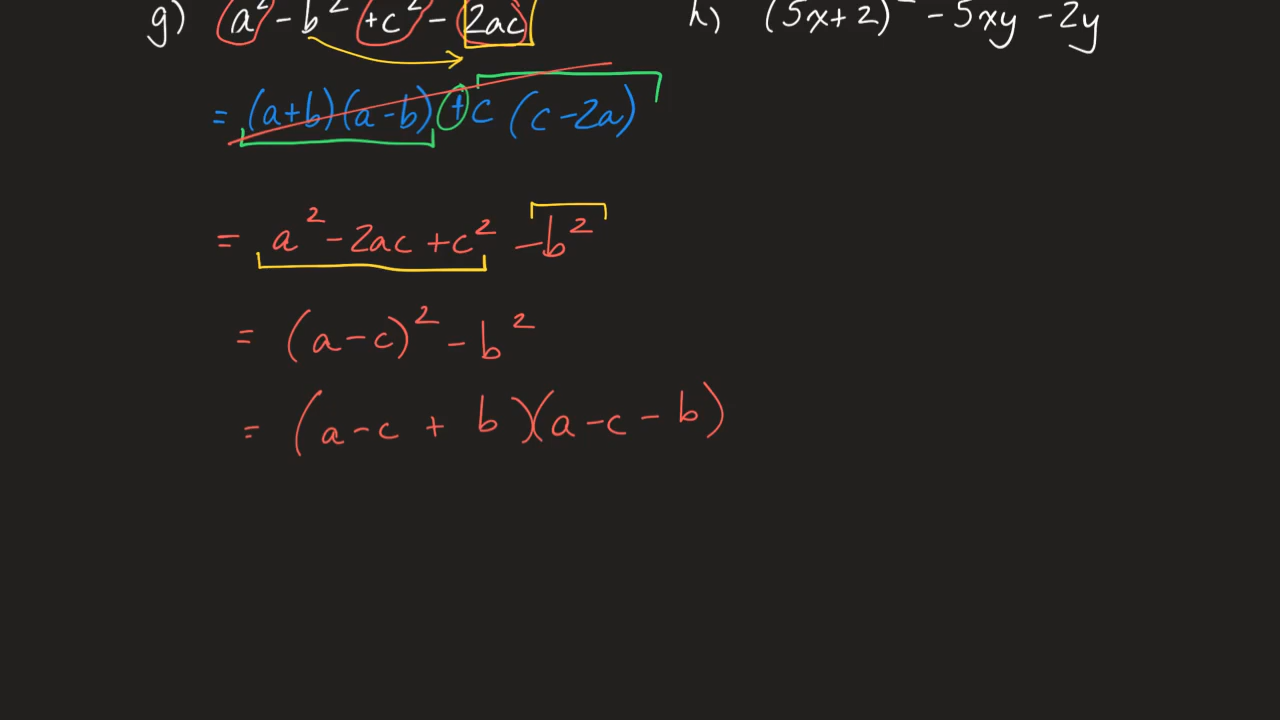 g) a² - b² + c² - 2ac
= (a+b)(a-b) + c (c-2a)
= a² - 2ac + c² - b²
= (a-c)² - b²
= (a-c + b)(a-c - b)
h) (5x+2)² - 5xy - 2y